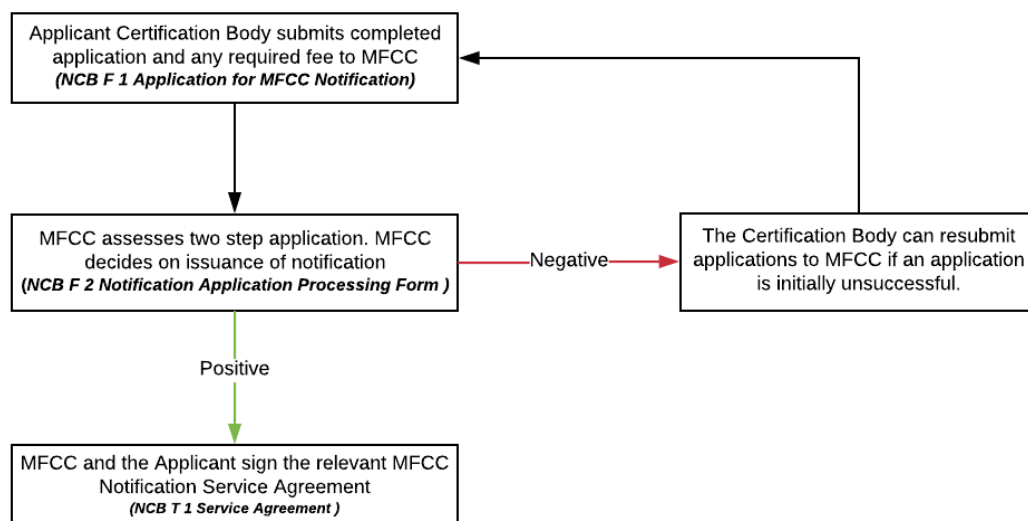 Applicant Certification Body submits completed
application and any required fee to MFCC
(NCB F 1 Application for MFCC Notification)
MFCC assesses two step application. MFCC
decides on issuance of notification
(NCB F 2 Notification Application Processing Form )
Negative
The Certification Body can resubmit
applications to MFCC if an application
is initially unsuccessful.
Positive
MFCC and the Applicant sign the relevant MFCC
Notification Service Agreement
(NCB T 1 Service Agreement )